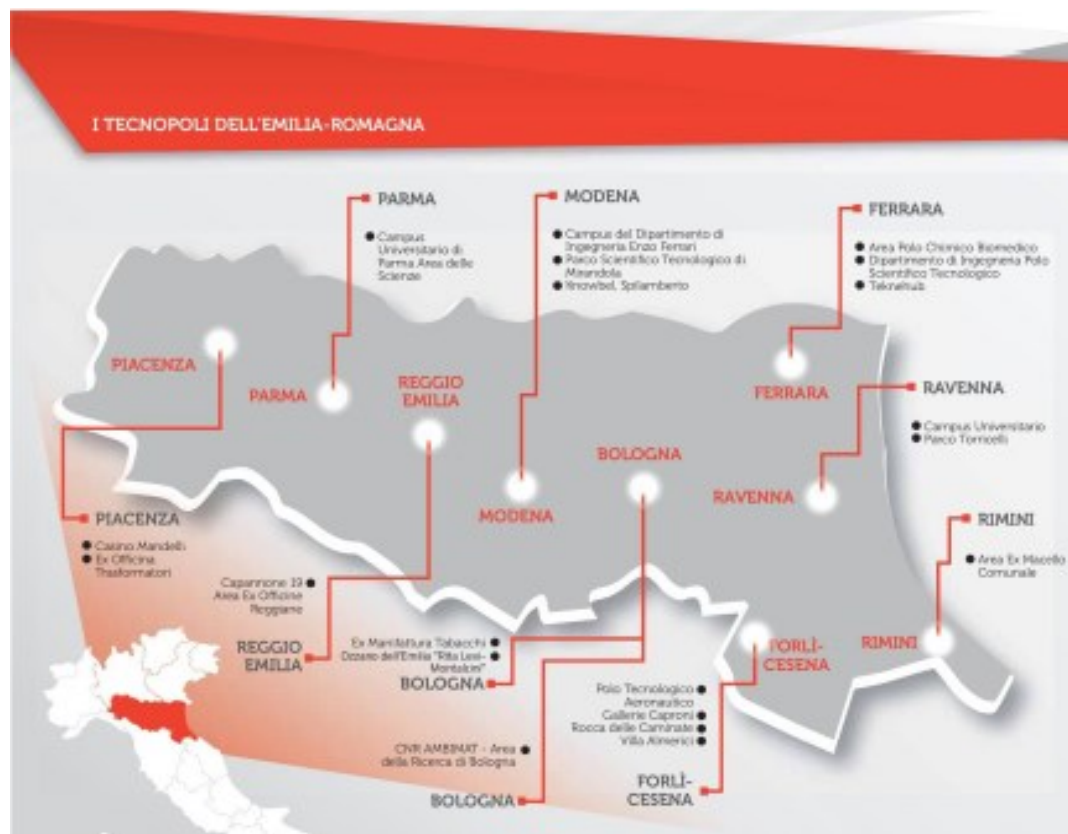 I TECNOPOLI DELL'EMILIA-ROMAGNA
PARMA
● Campus
Universitario di
Parma Area delle
Scienze
MODENA
● Campus del Dipartimento di
Ingegneria Enzo Ferrari
● Parco Scientifico Tecnologico di
Mirandola
● Knowbel, Spilamberto
FERRARA
● Area Polo Chimico Biomedico
● Dipartimento di Ingegneria Polo
Scientifico Tecnologico
● Teknehub
PIACENZA
PARMA
REGGIO
EMILIA
MODENA
BOLOGNA
FERRARA
RAVENNA
RAVENNA
● Campus Universitario
● Parco Torricelli
PIACENZA
● Casino Mandelli
● Ex Officina
Trasformatori
RIMINI
● Area Ex Macello
Comunale
Capannone 19 ●
Area Ex Officine
Reggiane
REGGIO
EMILIA
Ex Manifattura Tabacchi ●
Ozzano dell'Emilia "Rita Levi- ●
Montalcini"
BOLOGNA
FORLÌ-
CESENA
RIMINI
Polo Tecnologico ●
Aeronautico
Gallerie Caproni ●
Rocca delle Caminate ●
Villa Almerici ●
FORLÌ-
CESENA
CNR AMBIMAT - Area ●
della Ricerca di Bologna
BOLOGNA